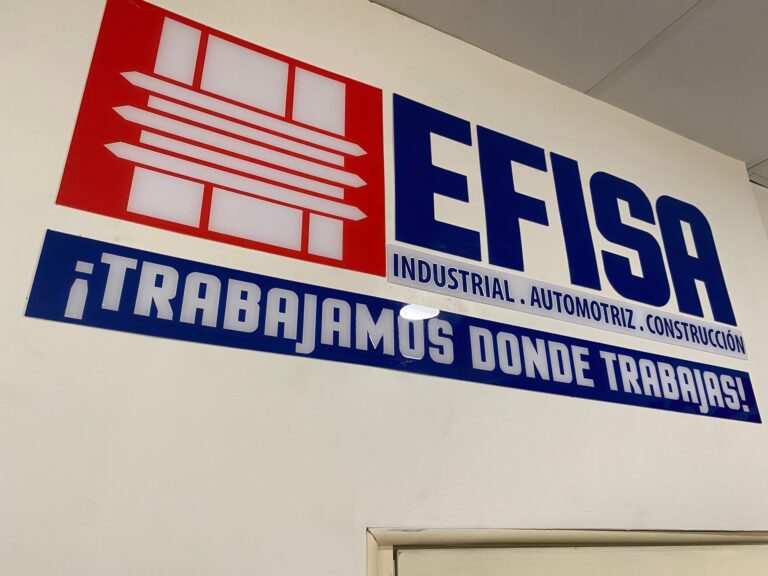 EFISA
INDUSTRIAL . AUTOMOTRIZ . CONSTRUCCIÓN
¡TRABAJAMOS DONDE TRABAJAS!